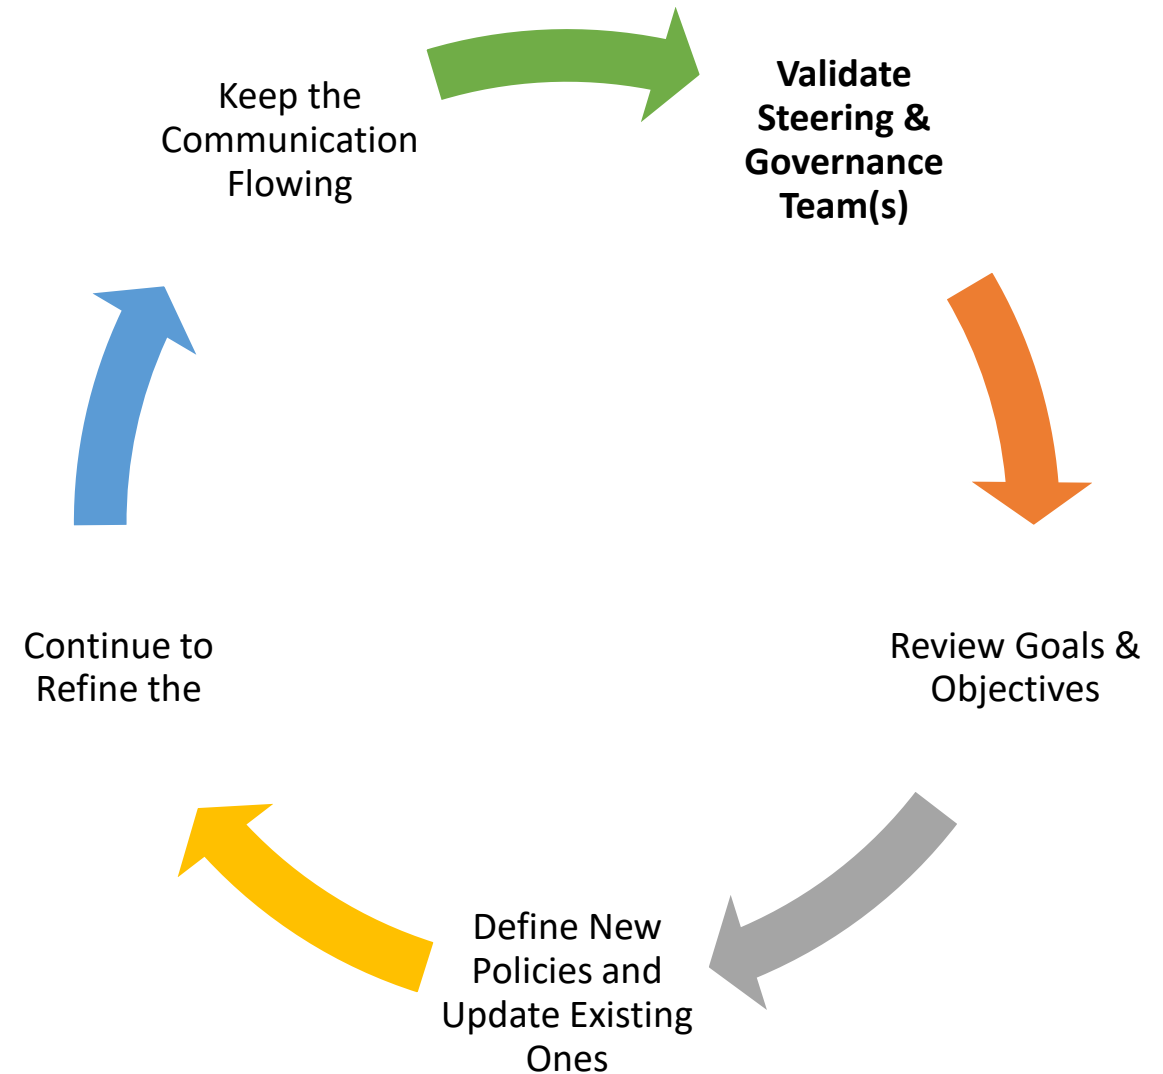 Keep the
Communication
Flowing
Validate
Steering &
Governance
Team(s)
Review Goals &
Objectives
Define New
Policies and
Update Existing
Ones
Continue to
Refine the